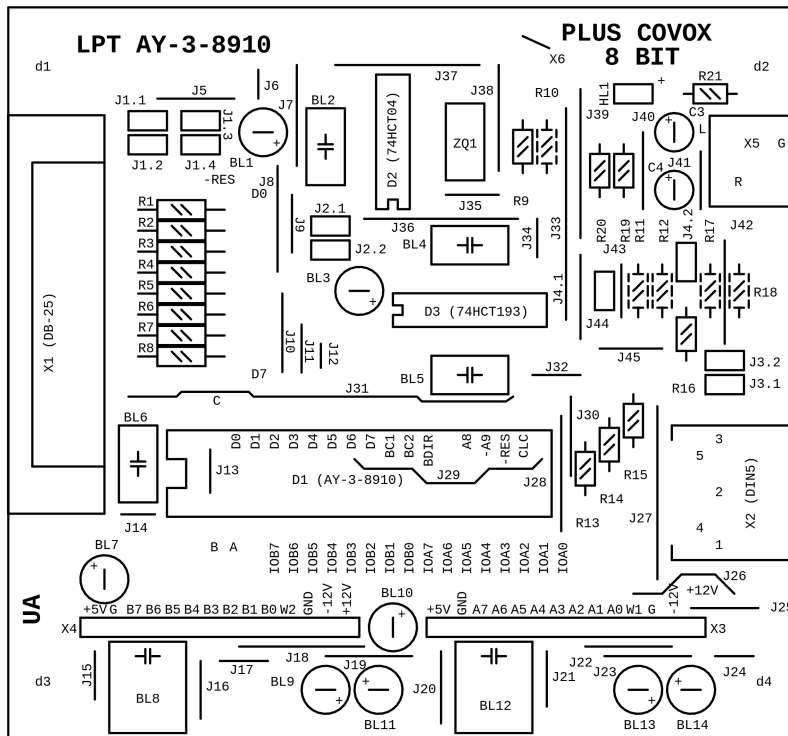 LPT AY-3-8910
PLUS COVOX
8 BIT
d1
X6
d2
J5
J6
J37
J38
R10
HL1
+
R21
J1.1
J1.3
J7
BL2
J39
J40
C3
L
J1.2
J1.4
BL1
+
-RES
D2 (74HCT04)
ZQ1
X5
G
R
C4
+
J41
+
J8
D0
R1
R2
R3
R4
R5
R6
R7
R8
X1 (DB-25)
J9
J2.1
J2.2
J36
J35
R9
BL4
J34
J33
R20
R19
R11
R12
J4.2
R17
J42
J43
BL3
+
D3 (74HCT193)
J4.1
J44
R18
J10
J11
J12
D7
J45
J3.2
J3.1
R16
BL5
J32
J31
C
BL6
J30
D0
D1
D2
D3
D4
D5
D6
D7
BC1
BC2
BDIR
A8
-A9
-RES
CLC
J13
D1 (AY-3-8910)
J29
J28
R15
R14
R13
J27
3
5
2
4
1
X2 (DIN5)
J14
BL7
+
B A
IOB7
IOB6
IOB5
IOB4
IOB3
IOB2
IOB1
IOB0
IOA7
IOA6
IOA5
IOA4
IOA3
IOA2
IOA1
IOA0
J26
UA
+5V G B7 B6 B5 B4 B3 B2 B1 B0 W2 GND -12V +12V
BL10
+
+5V GND A7 A6 A5 A4 A3 A2 A1 A0 W1 G -12V
+12V
J25
X4
X3
d3
J15
BL8
J16
J17
J18
J19
BL9
+
BL11
+
J20
BL12
J21
J22
J23
J24
d4
BL13
+
BL14
+